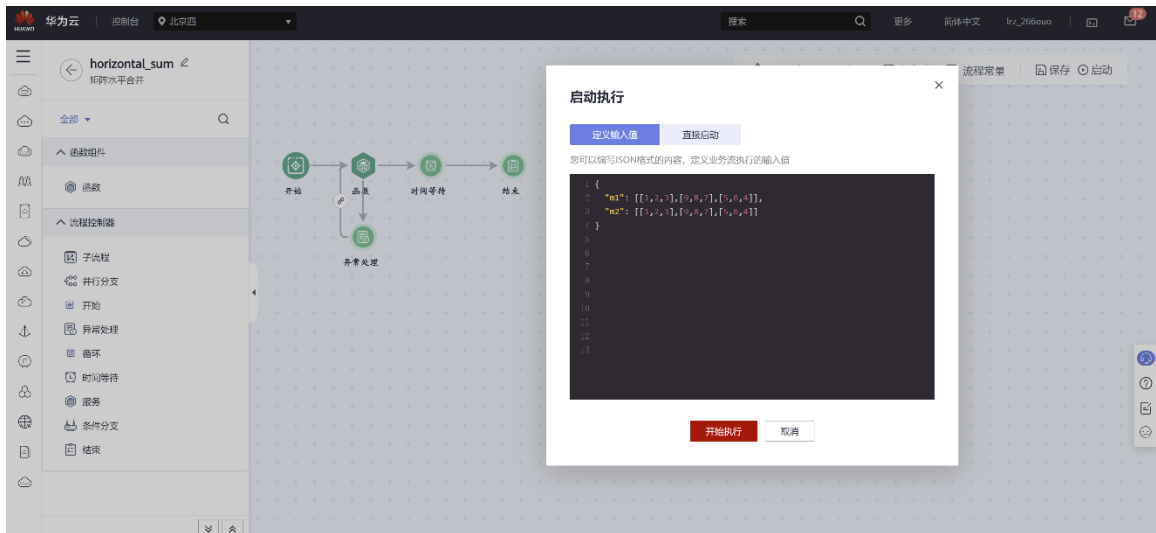 HUAWEI
华为云
控制台
北京四
搜索
更多
简体中文
lrz_266ouo
12
horizontal_sum
矩阵水平合并
流程常量
保存
启动
全部
函数组件
函数
流程控制器
子流程
并行分支
开始
异常处理
循环
时间等待
服务
条件分支
结束
开始
函数
时间等待
结束
异常处理
启动执行
定义输入值
直接启动
您可以编写JSON格式的内容，定义业务流执行的输入值
1 {
2 "m1": [[1,2,3],[9,8,7],[5,6,4]],
3 "m2": [[1,2,3],[9,8,7],[5,6,4]]
4 }
5
6
7
8
9
10
11
12
13
开始执行
取消